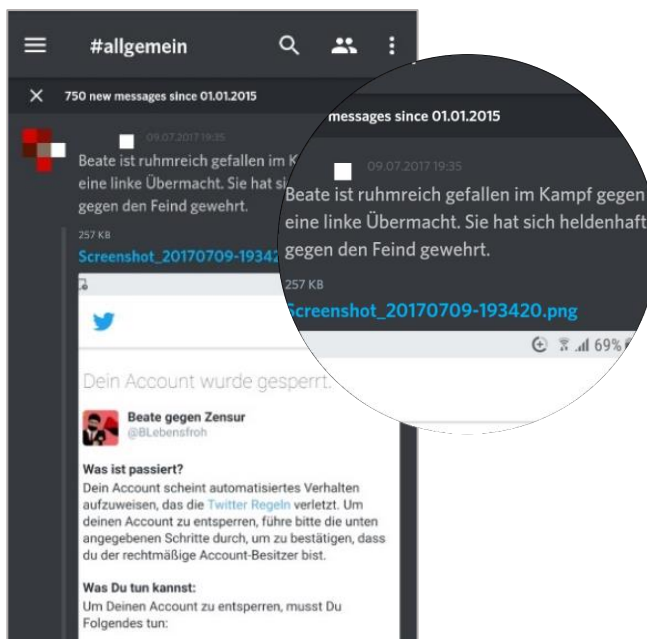 #allgemein
750 new messages since 01.01.2015
09.07.2017 19:35
Beate ist ruhmreich gefallen im K
eine linke Übermacht. Sie hat si
gegen den Feind gewehrt.
257 KB
Screenshot_20170709-1934
Dein Account wurde gesperrt.
Beate gegen Zensur
@BLebensfroh
Was ist passiert?
Dein Account scheint automatisiertes Verhalten
aufzuweisen, das die Twitter Regeln verletzt. Um
deinen Account zu entsperren, führe bitte die unten
angegebenen Schritte durch, um zu bestätigen, dass
du der rechtmäßige Account-Besitzer bist.
Was Du tun kannst:
Um Deinen Account zu entsperren, musst Du
Folgendes tun:
messages since 01.01.2015
09.07.2017 19:35
Beate ist ruhmreich gefallen im Kampf gegen
eine linke Übermacht. Sie hat sich heldenhaft
gegen den Feind gewehrt.
257 KB
Screenshot_20170709-193420.png
69%